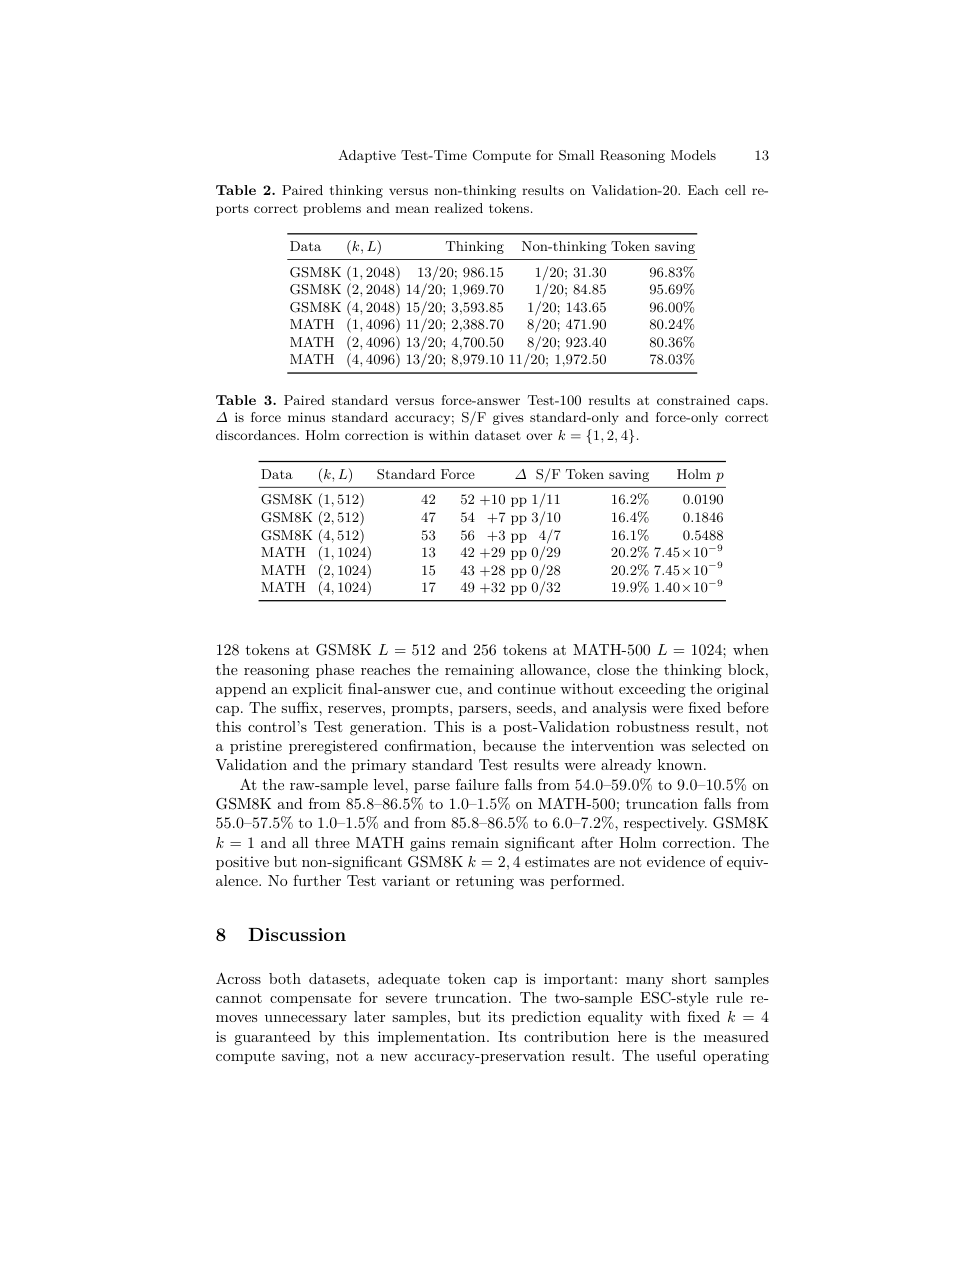 Adaptive Test-Time Compute for Small Reasoning Models 13
Table 2. Paired thinking versus non-thinking results on Validation-20. Each cell re-
ports correct problems and mean realized tokens.
Data (k, L) Thinking Non-thinking Token saving
GSM8K (1, 2048) 13/20; 986.15 1/20; 31.30 96.83%
GSM8K (2, 2048) 14/20; 1,969.70 1/20; 84.85 95.69%
GSM8K (4, 2048) 15/20; 3,593.85 1/20; 143.65 96.00%
MATH (1, 4096) 11/20; 2,388.70 8/20; 471.90 80.24%
MATH (2, 4096) 13/20; 4,700.50 8/20; 923.40 80.36%
MATH (4, 4096) 13/20; 8,979.10 11/20; 1,972.50 78.03%
Table 3. Paired standard versus force-answer Test-100 results at constrained caps.
Δ is force minus standard accuracy; S/F gives standard-only and force-only correct
discordances. Holm correction is within dataset over k = {1, 2, 4}.
Data (k, L) Standard Force Δ S/F Token saving Holm p
GSM8K (1, 512) 42 52 +10 pp 1/11 16.2% 0.0190
GSM8K (2, 512) 47 54 +7 pp 3/10 16.4% 0.1846
GSM8K (4, 512) 53 56 +3 pp 4/7 16.1% 0.5488
MATH (1, 1024) 13 42 +29 pp 0/29 20.2% 7.45×10⁻⁹
MATH (2, 1024) 15 43 +28 pp 0/28 20.2% 7.45×10⁻⁹
MATH (4, 1024) 17 49 +32 pp 0/32 19.9% 1.40×10⁻⁹
128 tokens at GSM8K L = 512 and 256 tokens at MATH-500 L = 1024; when
the reasoning phase reaches the remaining allowance, close the thinking block,
append an explicit final-answer cue, and continue without exceeding the original
cap. The suffix, reserves, prompts, parsers, seeds, and analysis were fixed before
this control's Test generation. This is a post-Validation robustness result, not
a pristine preregistered confirmation, because the intervention was selected on
Validation and the primary standard Test results were already known.
At the raw-sample level, parse failure falls from 54.0–59.0% to 9.0–10.5% on
GSM8K and from 85.8–86.5% to 1.0–1.5% on MATH-500; truncation falls from
55.0–57.5% to 1.0–1.5% and from 85.8–86.5% to 6.0–7.2%, respectively. GSM8K
k = 1 and all three MATH gains remain significant after Holm correction. The
positive but non-significant GSM8K k = 2, 4 estimates are not evidence of equiv-
alence. No further Test variant or retuning was performed.
8 Discussion
Across both datasets, adequate token cap is important: many short samples
cannot compensate for severe truncation. The two-sample ESC-style rule re-
moves unnecessary later samples, but its prediction equality with fixed k = 4
is guaranteed by this implementation. Its contribution here is the measured
compute saving, not a new accuracy-preservation result. The useful operating